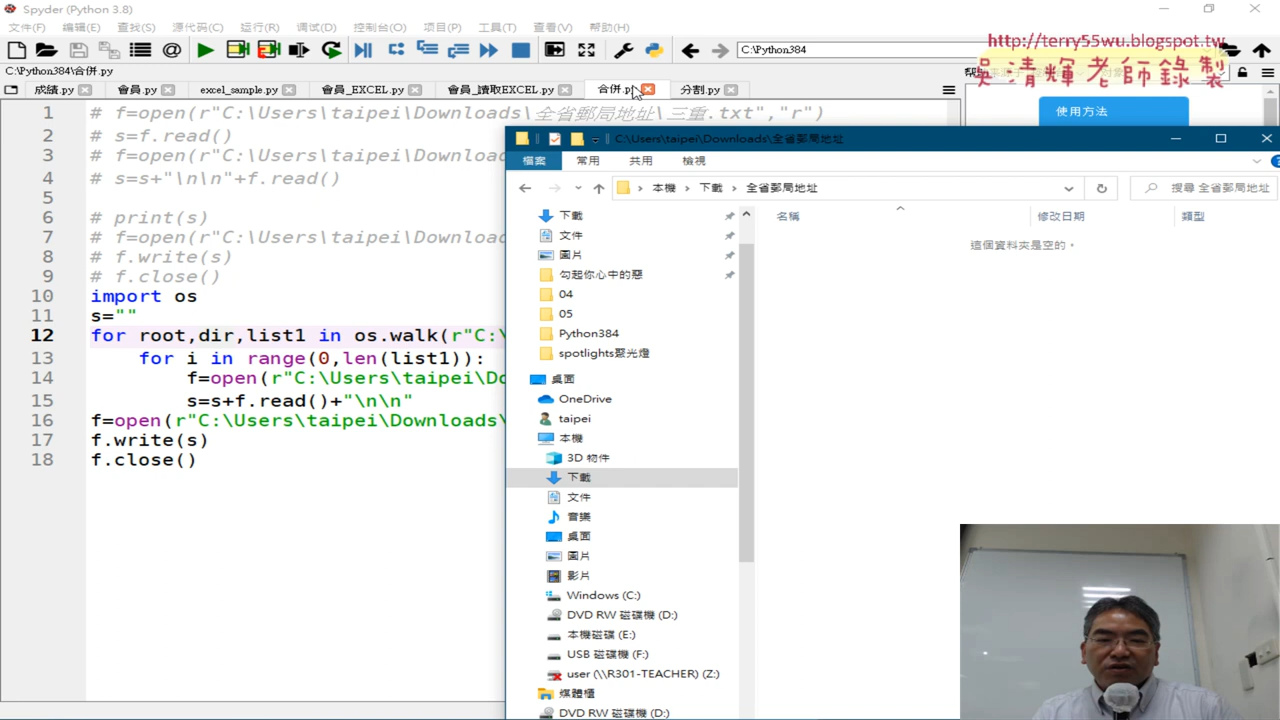 Spyder (Python 3.8)
文件(F) 编辑(E) 查找(S) 源代码(C) 运行(R) 调试(D) 控制台(O) 项目(P) 工具(T) 查看(V) 帮助(H)
C:\Python384
http://terry55wu.blogspot.tw
吳清輝老師錄製
C:\Python384\合併.py
成績.py 會員.py excel_sample.py 會員_EXCEL.py 會員_讀取EXCEL.py 合併.py 分割.py
使用方法
1 # f=open(r"C:\Users\taipei\Downloads\全省郵局地址\三重.txt","r")
2 # s=f.read()
3 # f=open(r"C:\Users\taipei\Downloads
4 # s=s+"\n\n"+f.read()
5
6 # print(s)
7 # f=open(r"C:\Users\taipei\Downloads
8 # f.write(s)
9 # f.close()
10 import os
11 s=""
12 for root,dir,list1 in os.walk(r"C:\
13 for i in range(0,len(list1)):
14 f=open(r"C:\Users\taipei\Do
15 s=s+f.read()+"\n\n"
16 f=open(r"C:\Users\taipei\Downloads\
17 f.write(s)
18 f.close()
C:\Users\taipei\Downloads\全省郵局地址
檔案 常用 共用 檢視
本機 下載 全省郵局地址
搜尋 全省郵局地址
名稱 修改日期 類型
這個資料夾是空的。
下載
文件
圖片
勾起你心中的惡
04
05
Python384
spotlights聚光燈
桌面
OneDrive
taipei
本機
3D 物件
下載
文件
音樂
桌面
圖片
影片
Windows (C:)
DVD RW 磁碟機 (D:)
本機磁碟 (E:)
USB 磁碟機 (F:)
user (\\R301-TEACHER) (Z:)
媒體櫃
DVD RW 磁碟機 (D:)